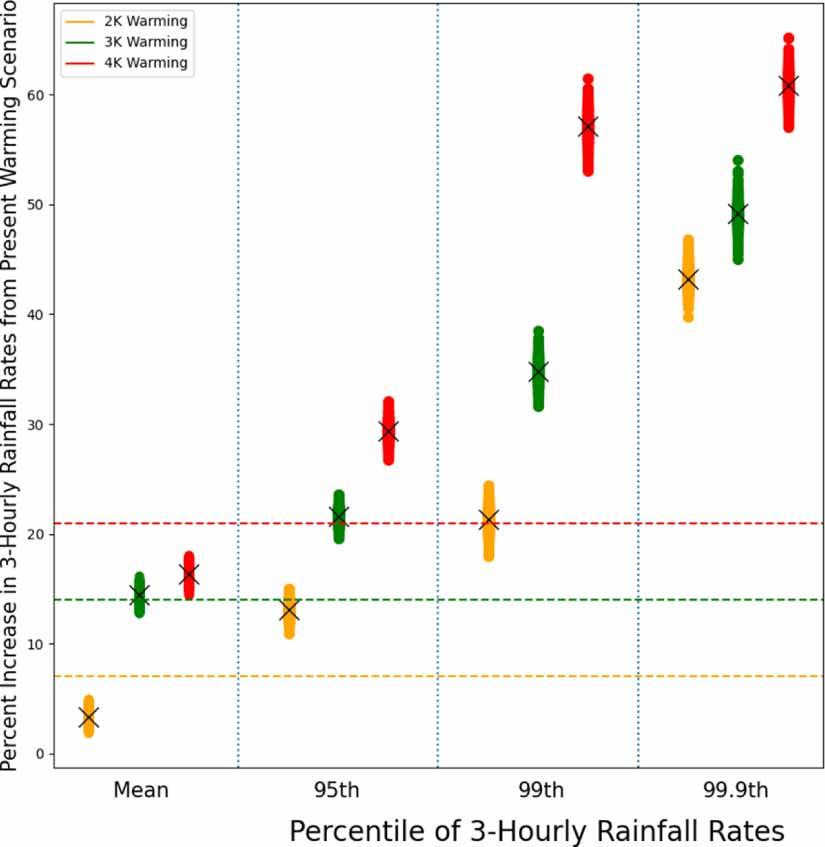 2K Warming
3K Warming
4K Warming
Percent Increase in 3-Hourly Rainfall Rates from Present Warming Scenario
60
50
40
30
20
10
0
Mean 95th 99th 99.9th
Percentile of 3-Hourly Rainfall Rates